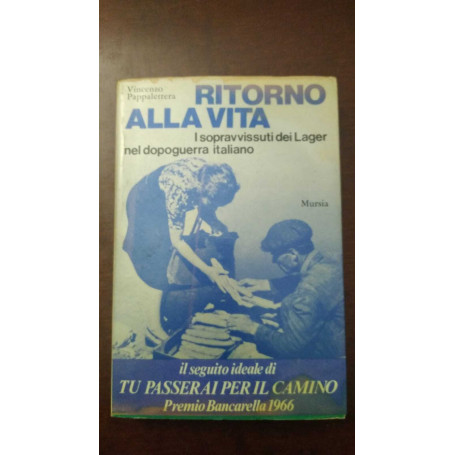 Vincenzo
Pappalettera
RITORNO
ALLA VITA
I sopravvissuti dei Lager
nel dopoguerra italiano
Mursia
il seguito ideale di
TU PASSERAI PER IL CAMINO
Premio Bancarella 1966